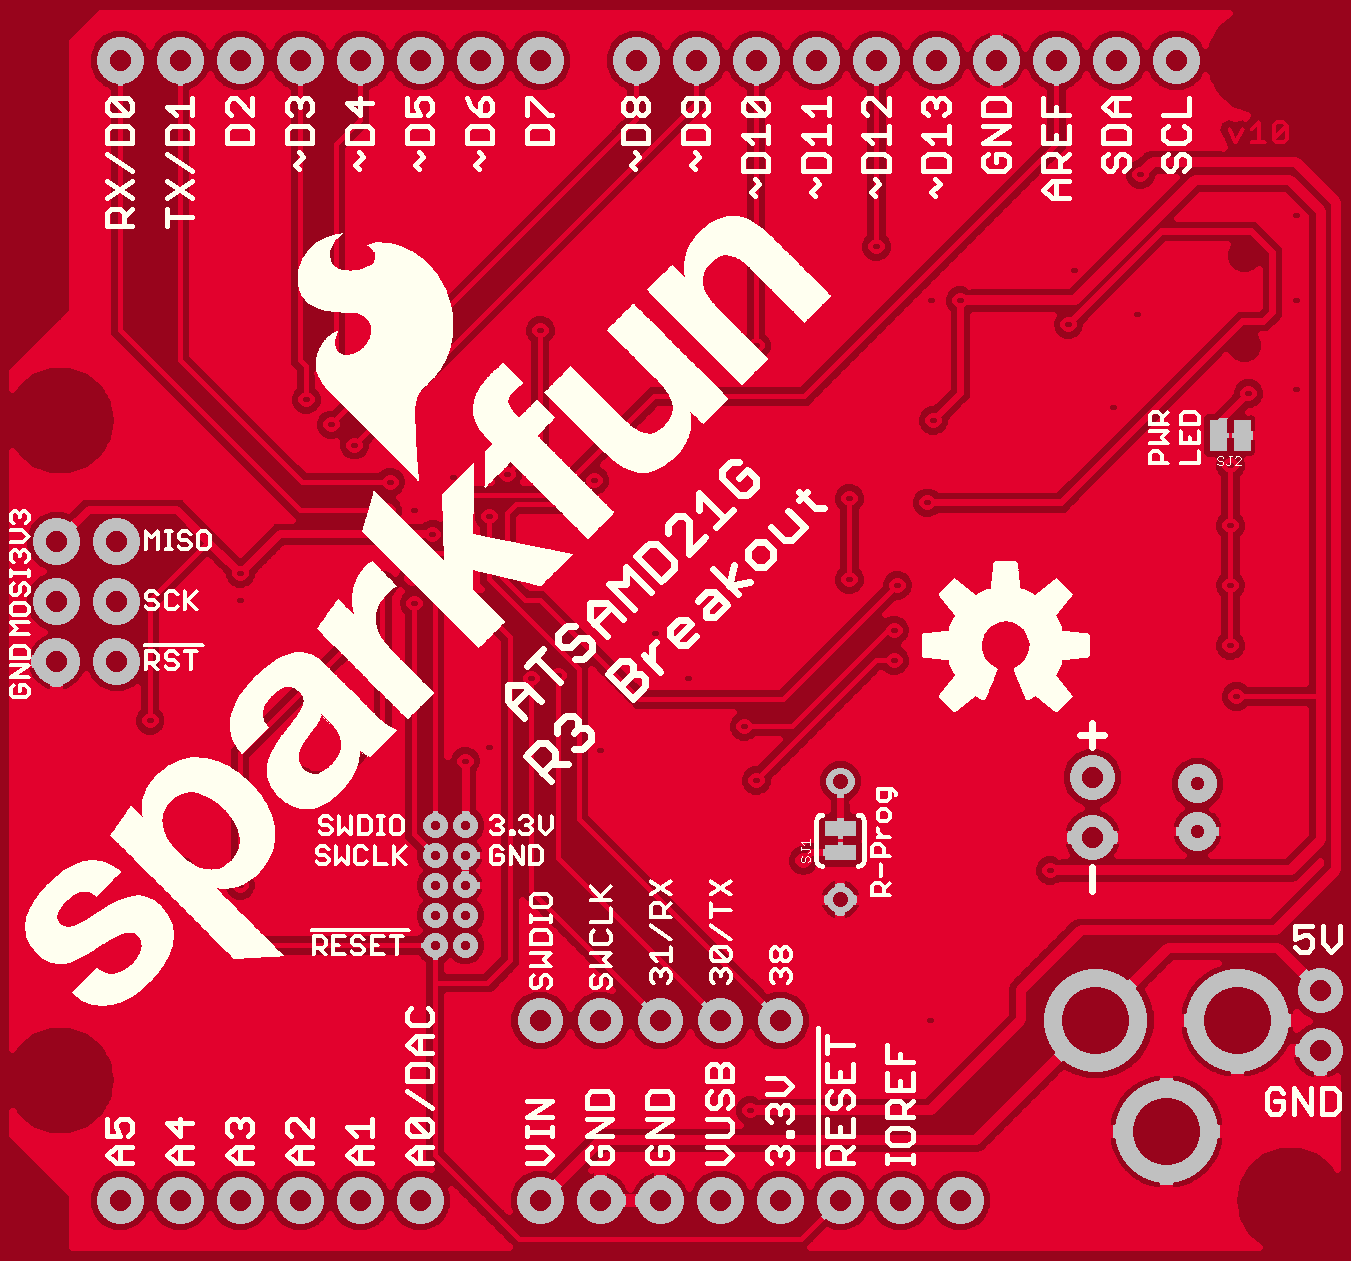 RX/D0
TX/D1
D2
~D3
~D4
~D5
~D6
D7
~D8
~D9
~D10
~D11
~D12
~D13
GND
AREF
SDA
SCL
v10
sparkfun
ATSAMD21G
R3 Breakout
PWR
LED
SJ2
3V3
MISO
MOSI
SCK
GND
RST
+
-
SWDIO
3.3V
SWCLK
GND
RESET
SJ1
R-Prog
SWDIO
SWCLK
31/RX
30/TX
38
5V
GND
A5
A4
A3
A2
A1
A0/DAC
VIN
GND
GND
VUSB
3.3V
RESET
IOREF